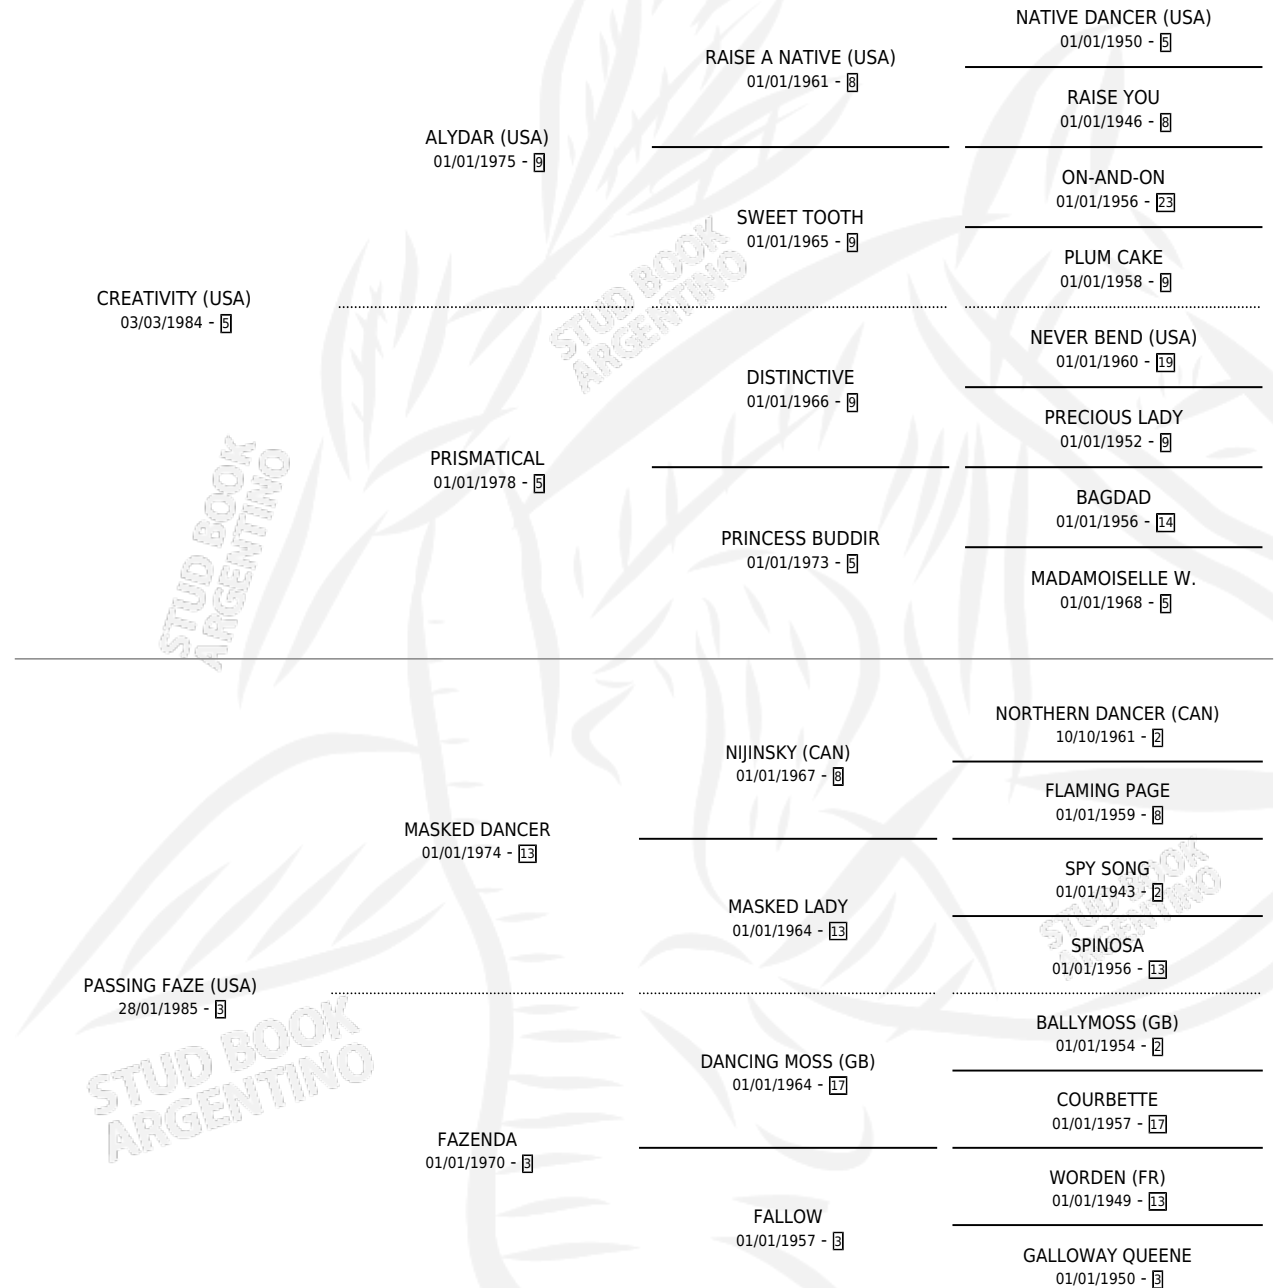 NATIVE DANCER (USA)
01/01/1950 - 5
RAISE A NATIVE (USA)
01/01/1961 - 8
RAISE YOU
01/01/1946 - 8
ALYDAR (USA)
01/01/1975 - 9
ON-AND-ON
01/01/1956 - 23
SWEET TOOTH
01/01/1965 - 9
PLUM CAKE
01/01/1958 - 9
CREATIVITY (USA)
03/03/1984 - 5
STUD BOOK
ARGENTINO
NEVER BEND (USA)
01/01/1960 - 19
DISTINCTIVE
01/01/1966 - 9
PRECIOUS LADY
01/01/1952 - 9
PRISMATICAL
01/01/1978 - 5
BAGDAD
01/01/1956 - 14
PRINCESS BUDDIR
01/01/1973 - 5
MADAMOISELLE W.
01/01/1968 - 5
STUD BOOK
ARGENTINO
NORTHERN DANCER (CAN)
10/10/1961 - 2
NIJINSKY (CAN)
01/01/1967 - 8
FLAMING PAGE
01/01/1959 - 8
MASKED DANCER
01/01/1974 - 13
SPY SONG
01/01/1943 - 2
MASKED LADY
01/01/1964 - 13
SPINOSA
01/01/1956 - 13
STUD BOOK
ARGENTINO
PASSING FAZE (USA)
28/01/1985 - 3
BALLYMOSS (GB)
01/01/1954 - 2
DANCING MOSS (GB)
01/01/1964 - 17
COURBETTE
01/01/1957 - 17
STUD BOOK
ARGENTINO
FAZENDA
01/01/1970 - 3
WORDEN (FR)
01/01/1949 - 13
FALLOW
01/01/1957 - 3
GALLOWAY QUEENE
01/01/1950 - 3